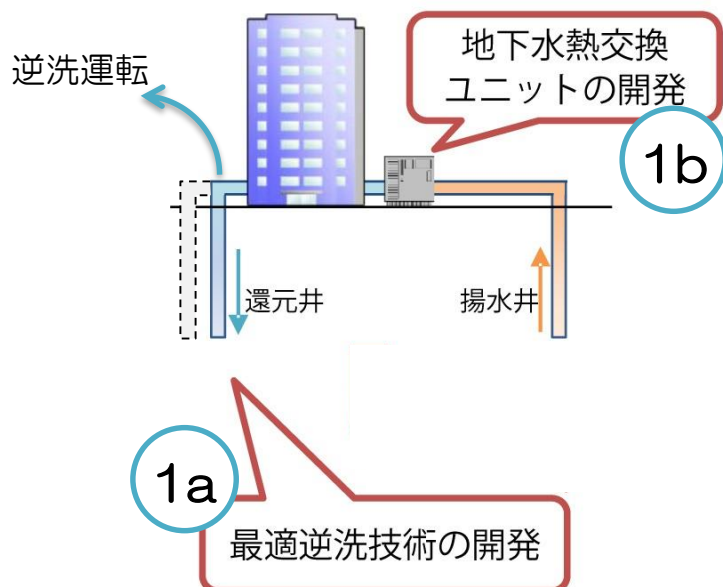 逆洗運転
地下水熱交換
ユニットの開発
1b
還元井
揚水井
1a
最適逆洗技術の開発